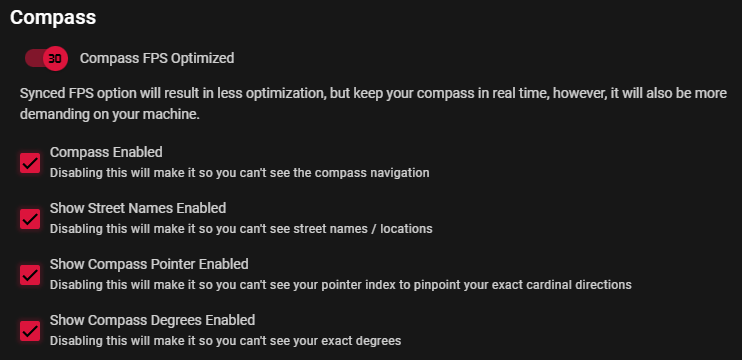 Compass
30 Compass FPS Optimized
Synced FPS option will result in less optimization, but keep your compass in real time, however, it will also be more
demanding on your machine.
Compass Enabled
Disabling this will make it so you can't see the compass navigation
Show Street Names Enabled
Disabling this will make it so you can't see street names / locations
Show Compass Pointer Enabled
Disabling this will make it so you can't see your pointer index to pinpoint your exact cardinal directions
Show Compass Degrees Enabled
Disabling this will make it so you can't see your exact degrees